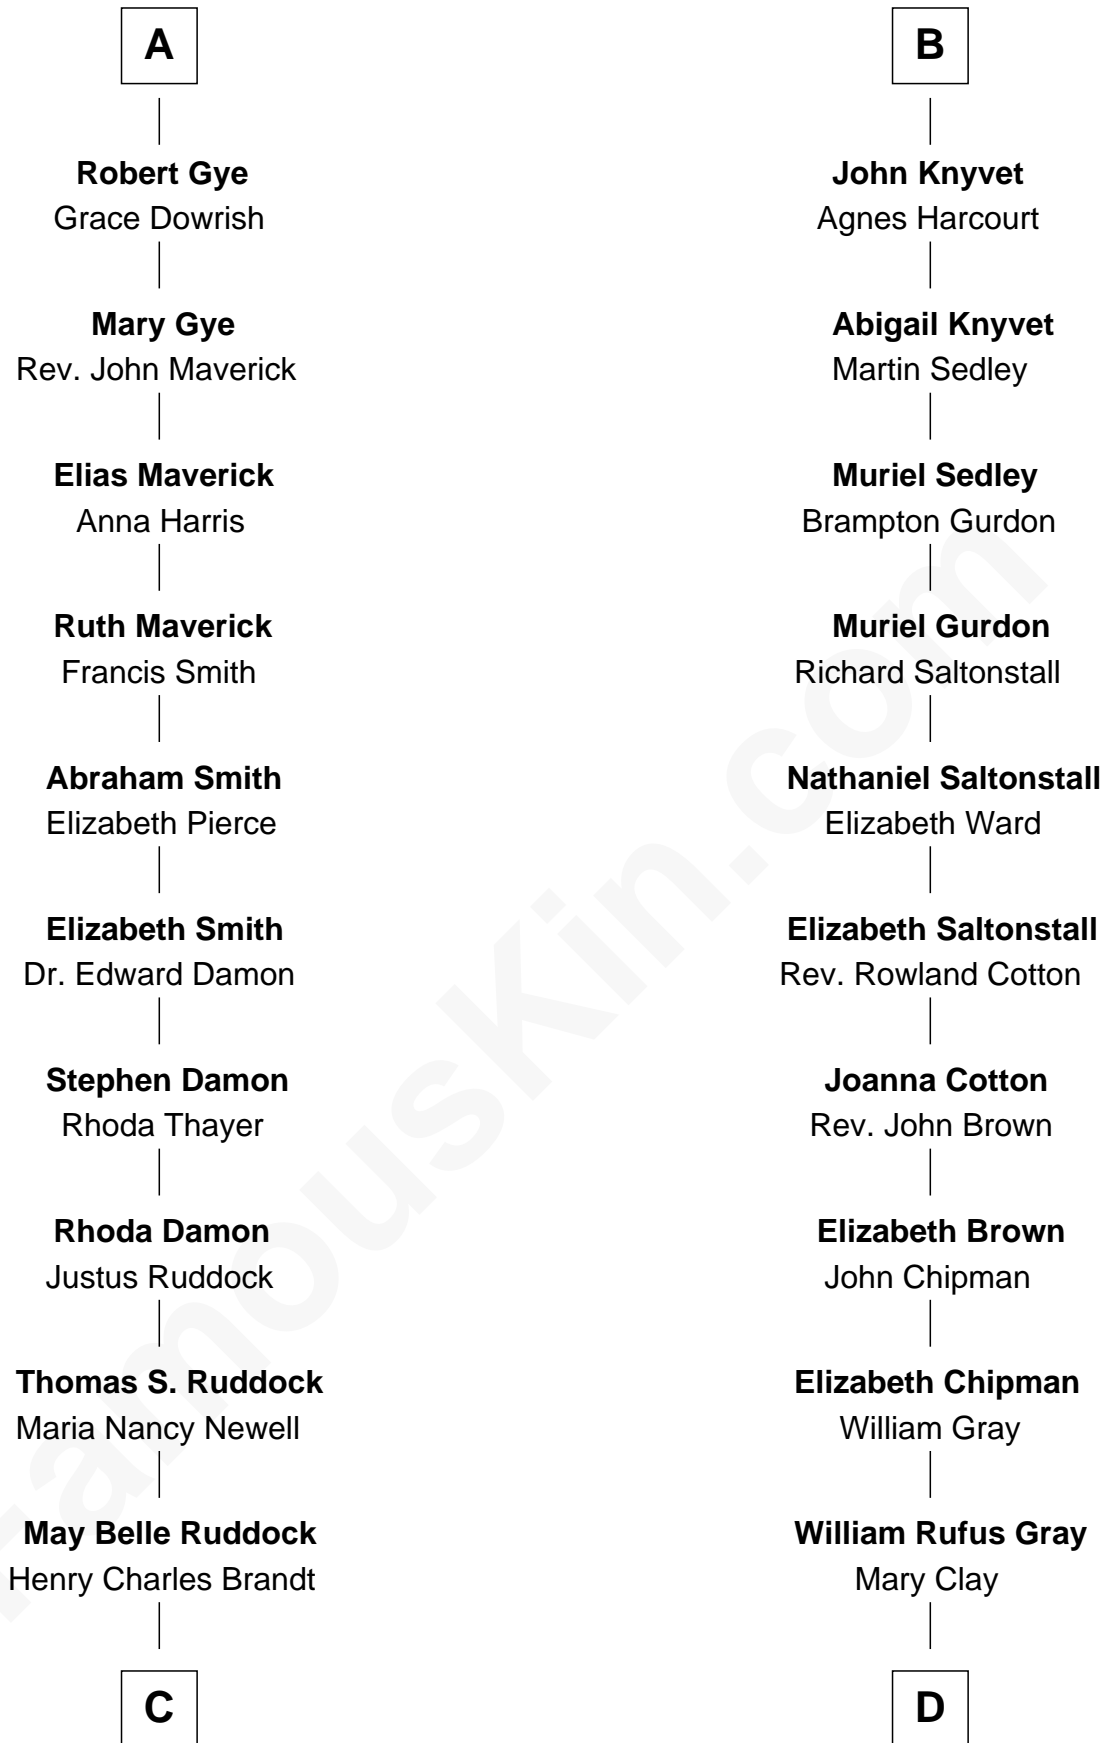 A
Robert Gye
Grace Dowrish
Mary Gye
Rev. John Maverick
Elias Maverick
Anna Harris
Ruth Maverick
Francis Smith
Abraham Smith
Elizabeth Pierce
Elizabeth Smith
Dr. Edward Damon
Stephen Damon
Rhoda Thayer
Rhoda Damon
Justus Ruddock
Thomas S. Ruddock
Maria Nancy Newell
May Belle Ruddock
Henry Charles Brandt
C
B
John Knyvet
Agnes Harcourt
Abigail Knyvet
Martin Sedley
Muriel Sedley
Brampton Gurdon
Muriel Gurdon
Richard Saltonstall
Nathaniel Saltonstall
Elizabeth Ward
Elizabeth Saltonstall
Rev. Rowland Cotton
Joanna Cotton
Rev. John Brown
Elizabeth Brown
John Chipman
Elizabeth Chipman
William Gray
William Rufus Gray
Mary Clay
D
FamousKin.com